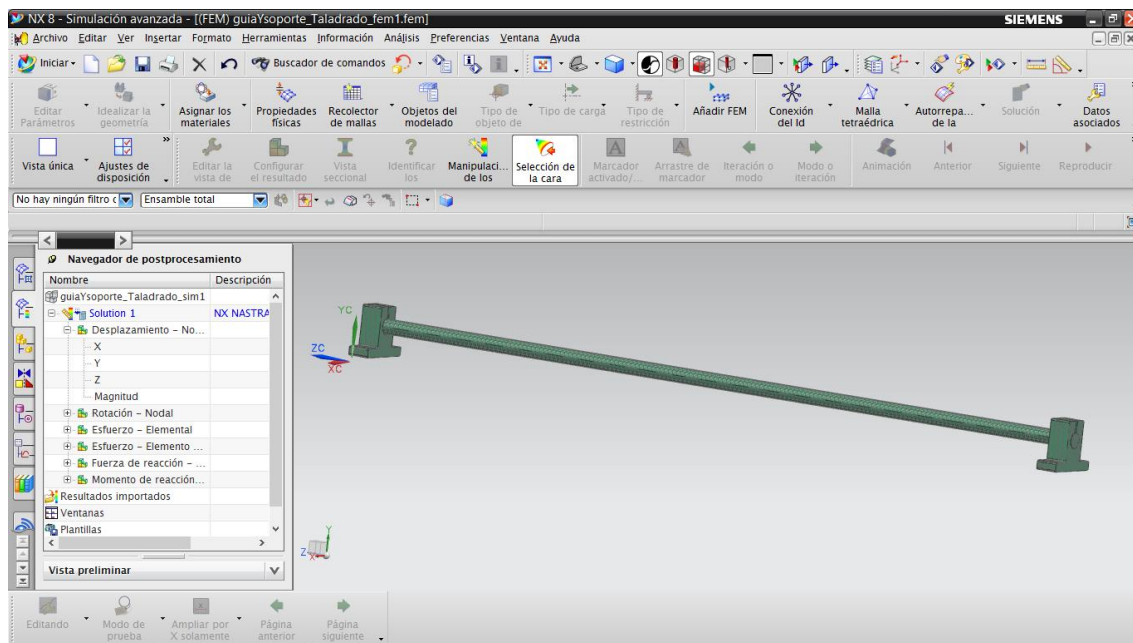 NX 8 - Simulación avanzada - [(FEM) guiaYsoporte_Taladrado_fem1.fem]
SIEMENS
Archivo Editar Ver Insertar Formato Herramientas Información Análisis Preferencias Ventana Ayuda
Iniciar
Buscador de comandos
Editar Parámetros
Idealizar la geometría
Asignar los materiales
Propiedades físicas
Recolector de mallas
Objetos del modelado
Tipo de objeto de
Tipo de carga
Tipo de restricción
Añadir FEM
Conexión del Id
Malla tetraédrica
Autorrepa... de la
Solución
Datos asociados
Vista única
Ajustes de disposición
Editar la vista de
Configurar el resultado
Vista seccional
Identificar los
Manipulaci... de los
Selección de la cara
Marcador activado/...
Arrastre de marcador
Iteración o modo
Modo o iteración
Animación
Anterior
Siguiente
Reproducir
No hay ningún filtro c
Ensamble total
Navegador de postprocesamiento
Nombre Descripción
guiaYsoporte_Taladrado_sim1
Solution 1 NX NASTRA
Desplazamiento - No...
X
Y
Z
Magnitud
Rotación - Nodal
Esfuerzo - Elemental
Esfuerzo - Elemento ...
Fuerza de reacción - ...
Momento de reacción...
Resultados importados
Ventanas
Plantillas
Vista preliminar
YC
ZC
XC
Y
Z
X
Editando
Modo de prueba
Ampliar por X solamente
Página anterior
Página siguiente